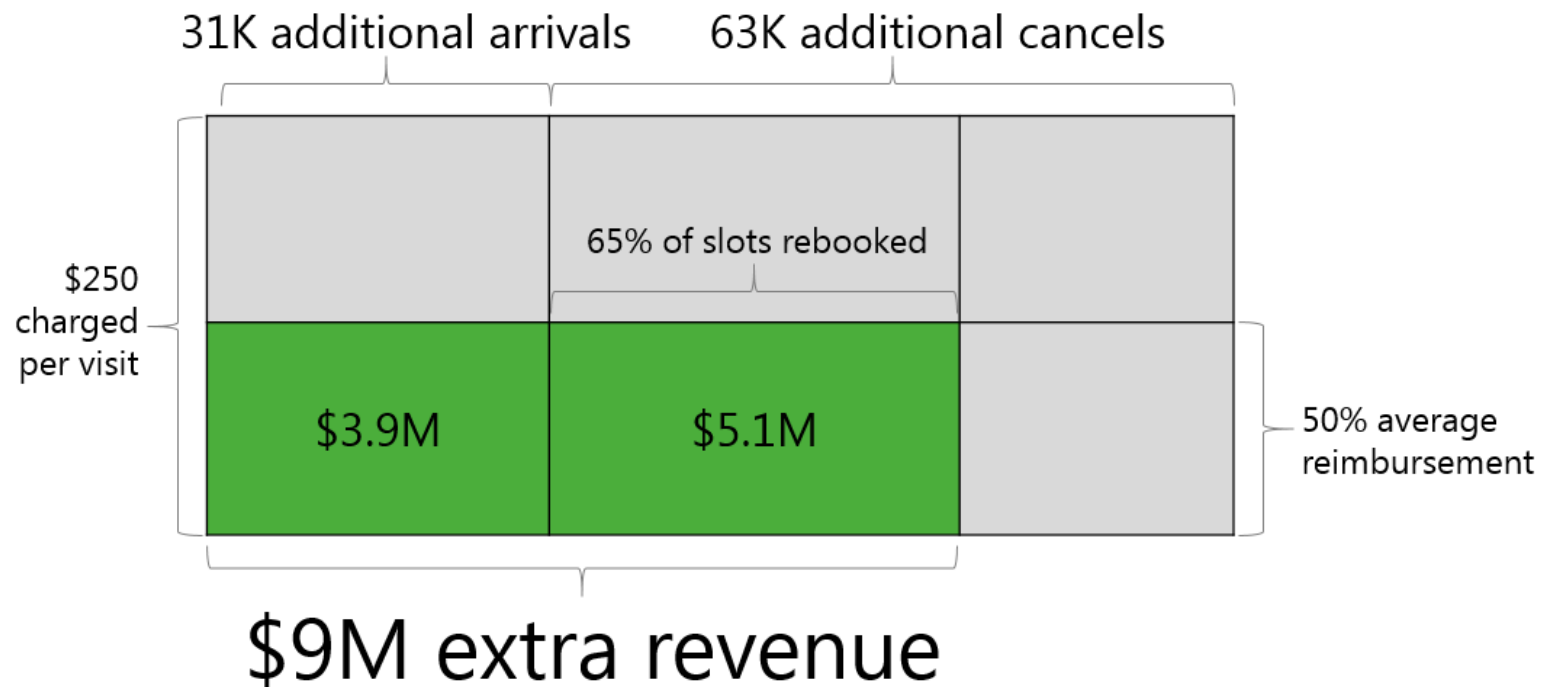 31K additional arrivals
63K additional cancels
65% of slots rebooked
$250
charged
per visit
$3.9M
$5.1M
50% average
reimbursement
$9M extra revenue